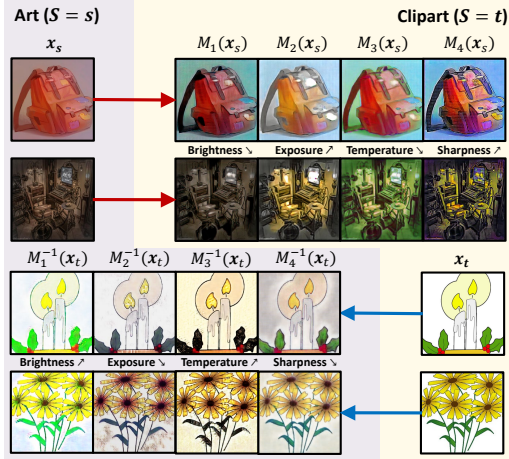 Art (S = s)
Clipart (S = t)
x_s
M_1(x_s) M_2(x_s) M_3(x_s) M_4(x_s)
Brightness ↘ Exposure ↗ Temperature ↘ Sharpness ↗
M_1^{-1}(x_t) M_2^{-1}(x_t) M_3^{-1}(x_t) M_4^{-1}(x_t)
x_t
Brightness ↗ Exposure ↘ Temperature ↗ Sharpness ↘